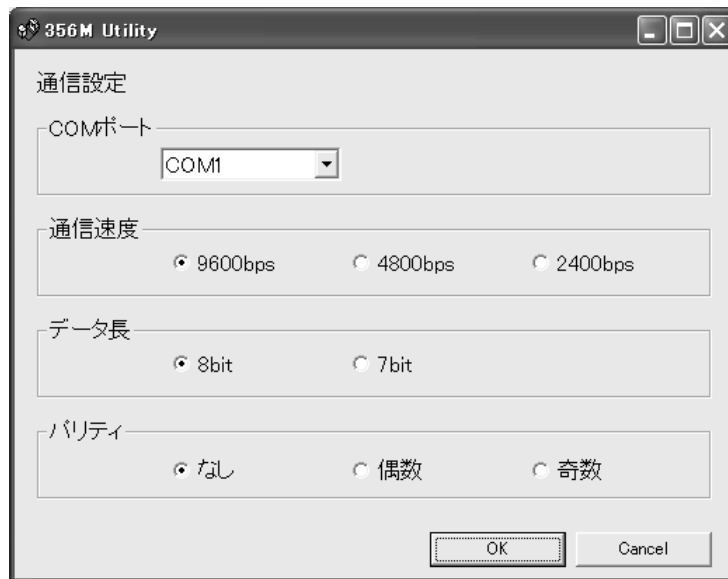 356M Utility
通信設定
COMポート
COM1
通信速度
9600bps 4800bps 2400bps
データ長
8bit 7bit
パリティ
なし 偶数 奇数
OK Cancel